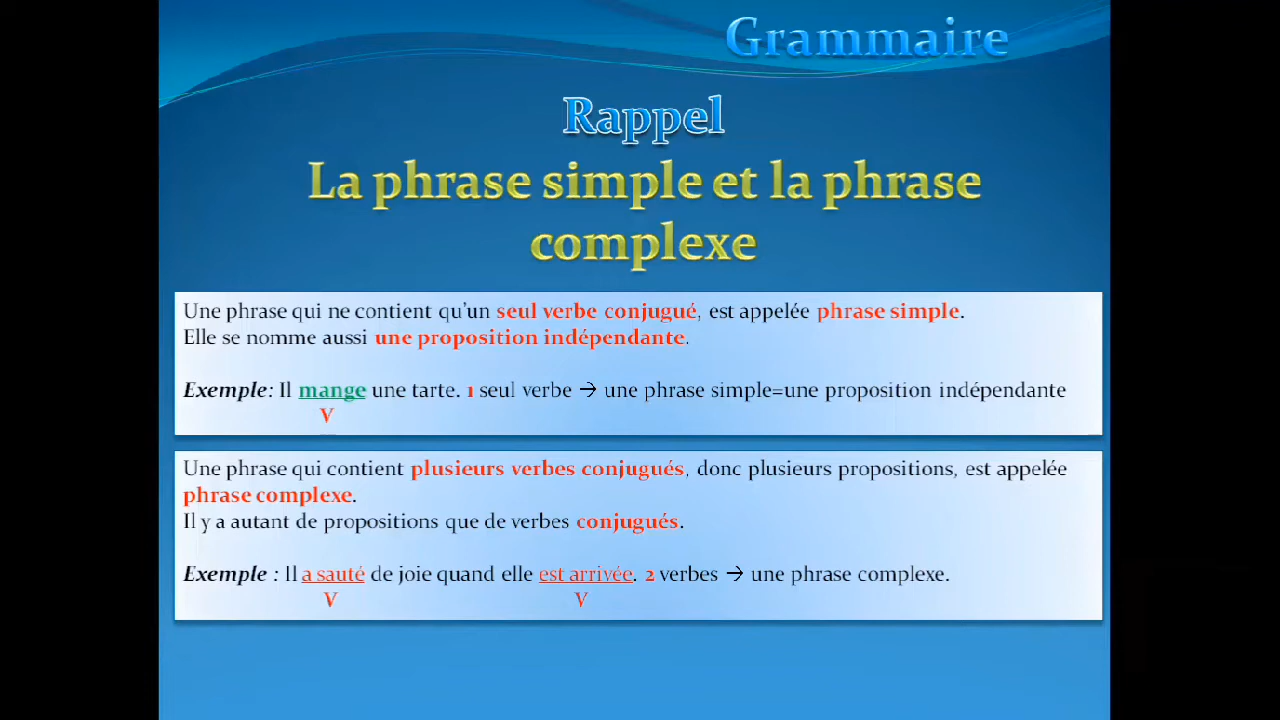 Grammaire
Rappel
La phrase simple et la phrase
complexe
Une phrase qui ne contient qu'un seul verbe conjugué, est appelée phrase simple.
Elle se nomme aussi une proposition indépendante.
Exemple: Il mange une tarte. 1 seul verbe → une phrase simple=une proposition indépendante
V
Une phrase qui contient plusieurs verbes conjugués, donc plusieurs propositions, est appelée
phrase complexe.
Il y a autant de propositions que de verbes conjugués.
Exemple : Il a sauté de joie quand elle est arrivée. 2 verbes → une phrase complexe.
V V